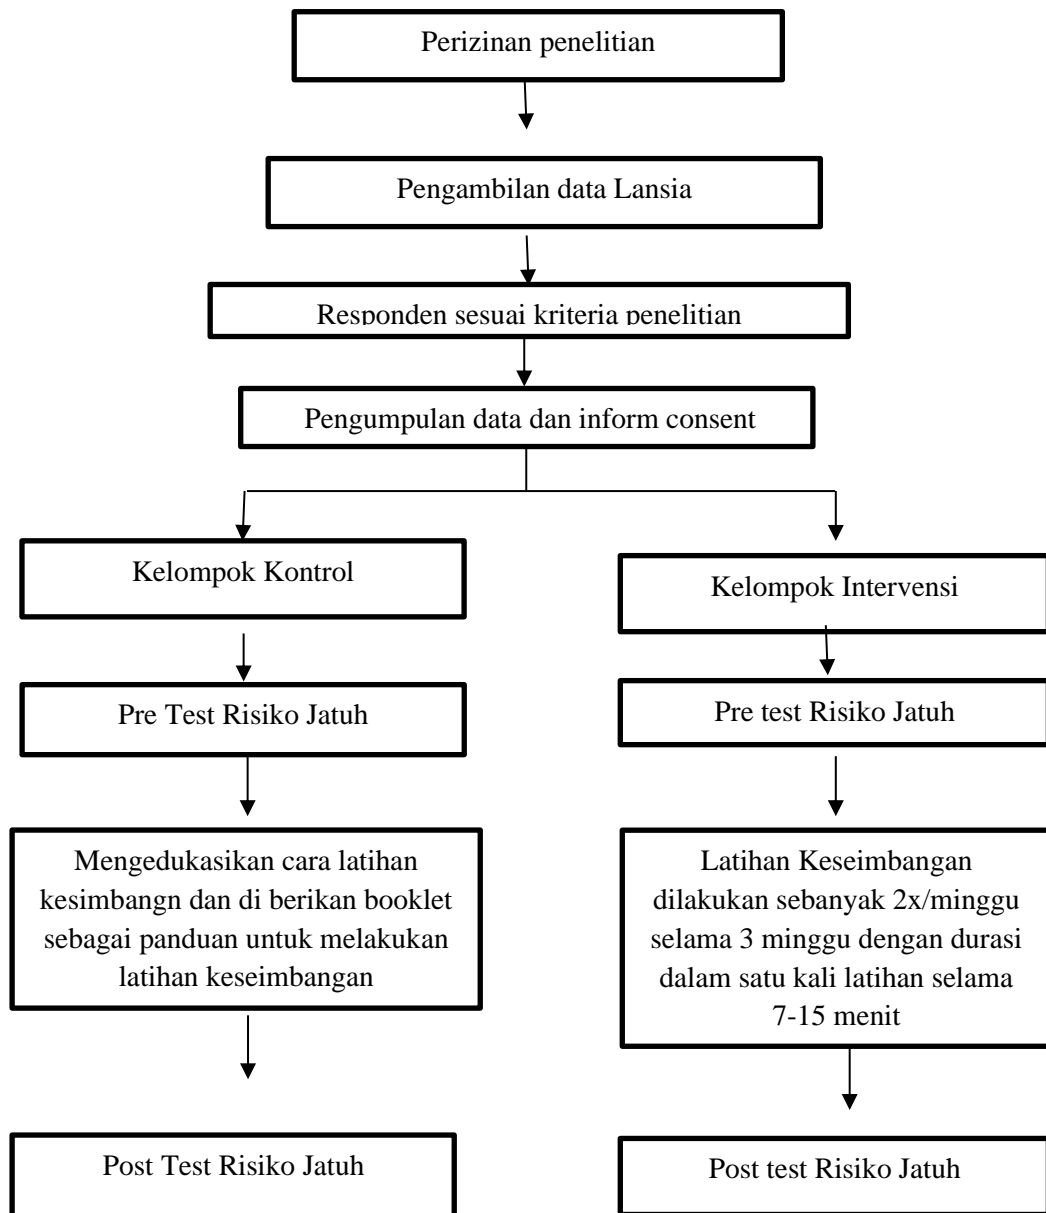 Perizinan penelitian
Pengambilan data Lansia
Responden sesuai kriteria penelitian
Pengumpulan data dan inform consent
Kelompok Kontrol
Kelompok Intervensi
Pre Test Risiko Jatuh
Pre test Risiko Jatuh
Mengedukasikan cara latihan
kesimbangn dan di berikan booklet
sebagai panduan untuk melakukan
latihan keseimbangan
Latihan Keseimbangan
dilakukan sebanyak 2x/minggu
selama 3 minggu dengan durasi
dalam satu kali latihan selama
7-15 menit
Post Test Risiko Jatuh
Post test Risiko Jatuh